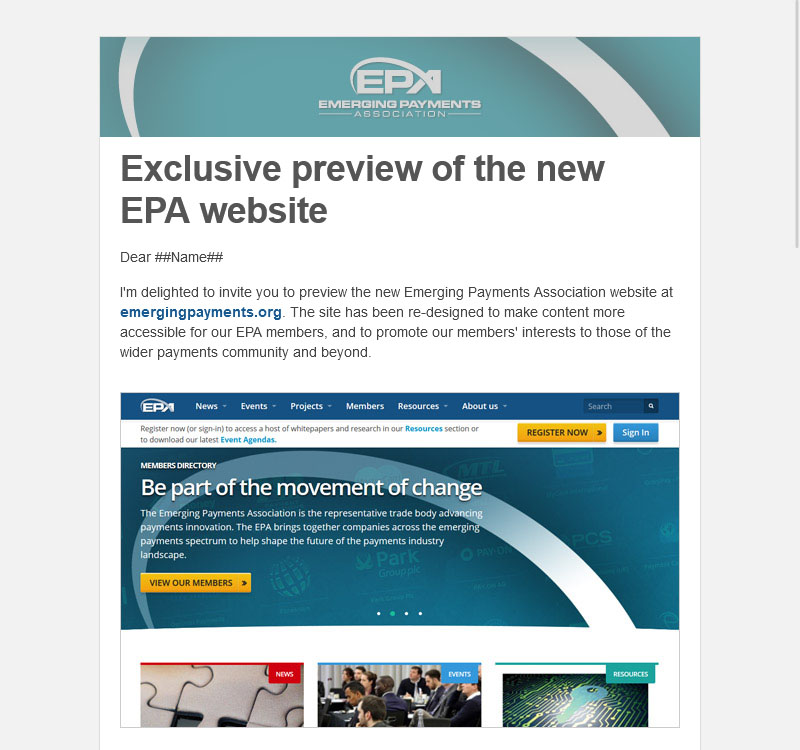 EPA
EMERGING PAYMENTS
ASSOCIATION
Exclusive preview of the new
EPA website
Dear ##Name##
I'm delighted to invite you to preview the new Emerging Payments Association website at
emergingpayments.org. The site has been re-designed to make content more
accessible for our EPA members, and to promote our members' interests to those of the
wider payments community and beyond.
EPA News Events Projects Members Resources About us Search
Register now (or sign-in) to access a host of whitepapers and research in our Resources section or
to download our latest Event Agendas.
REGISTER NOW » Sign In
MEMBERS DIRECTORY
Be part of the movement of change
The Emerging Payments Association is the representative trade body advancing
payments innovation. The EPA brings together companies across the emerging
payments spectrum to help shape the future of the payments industry
landscape.
VIEW OUR MEMBERS »
MTL
Park
Group plc
PAY.ON
PCS
NEWS EVENTS RESOURCES